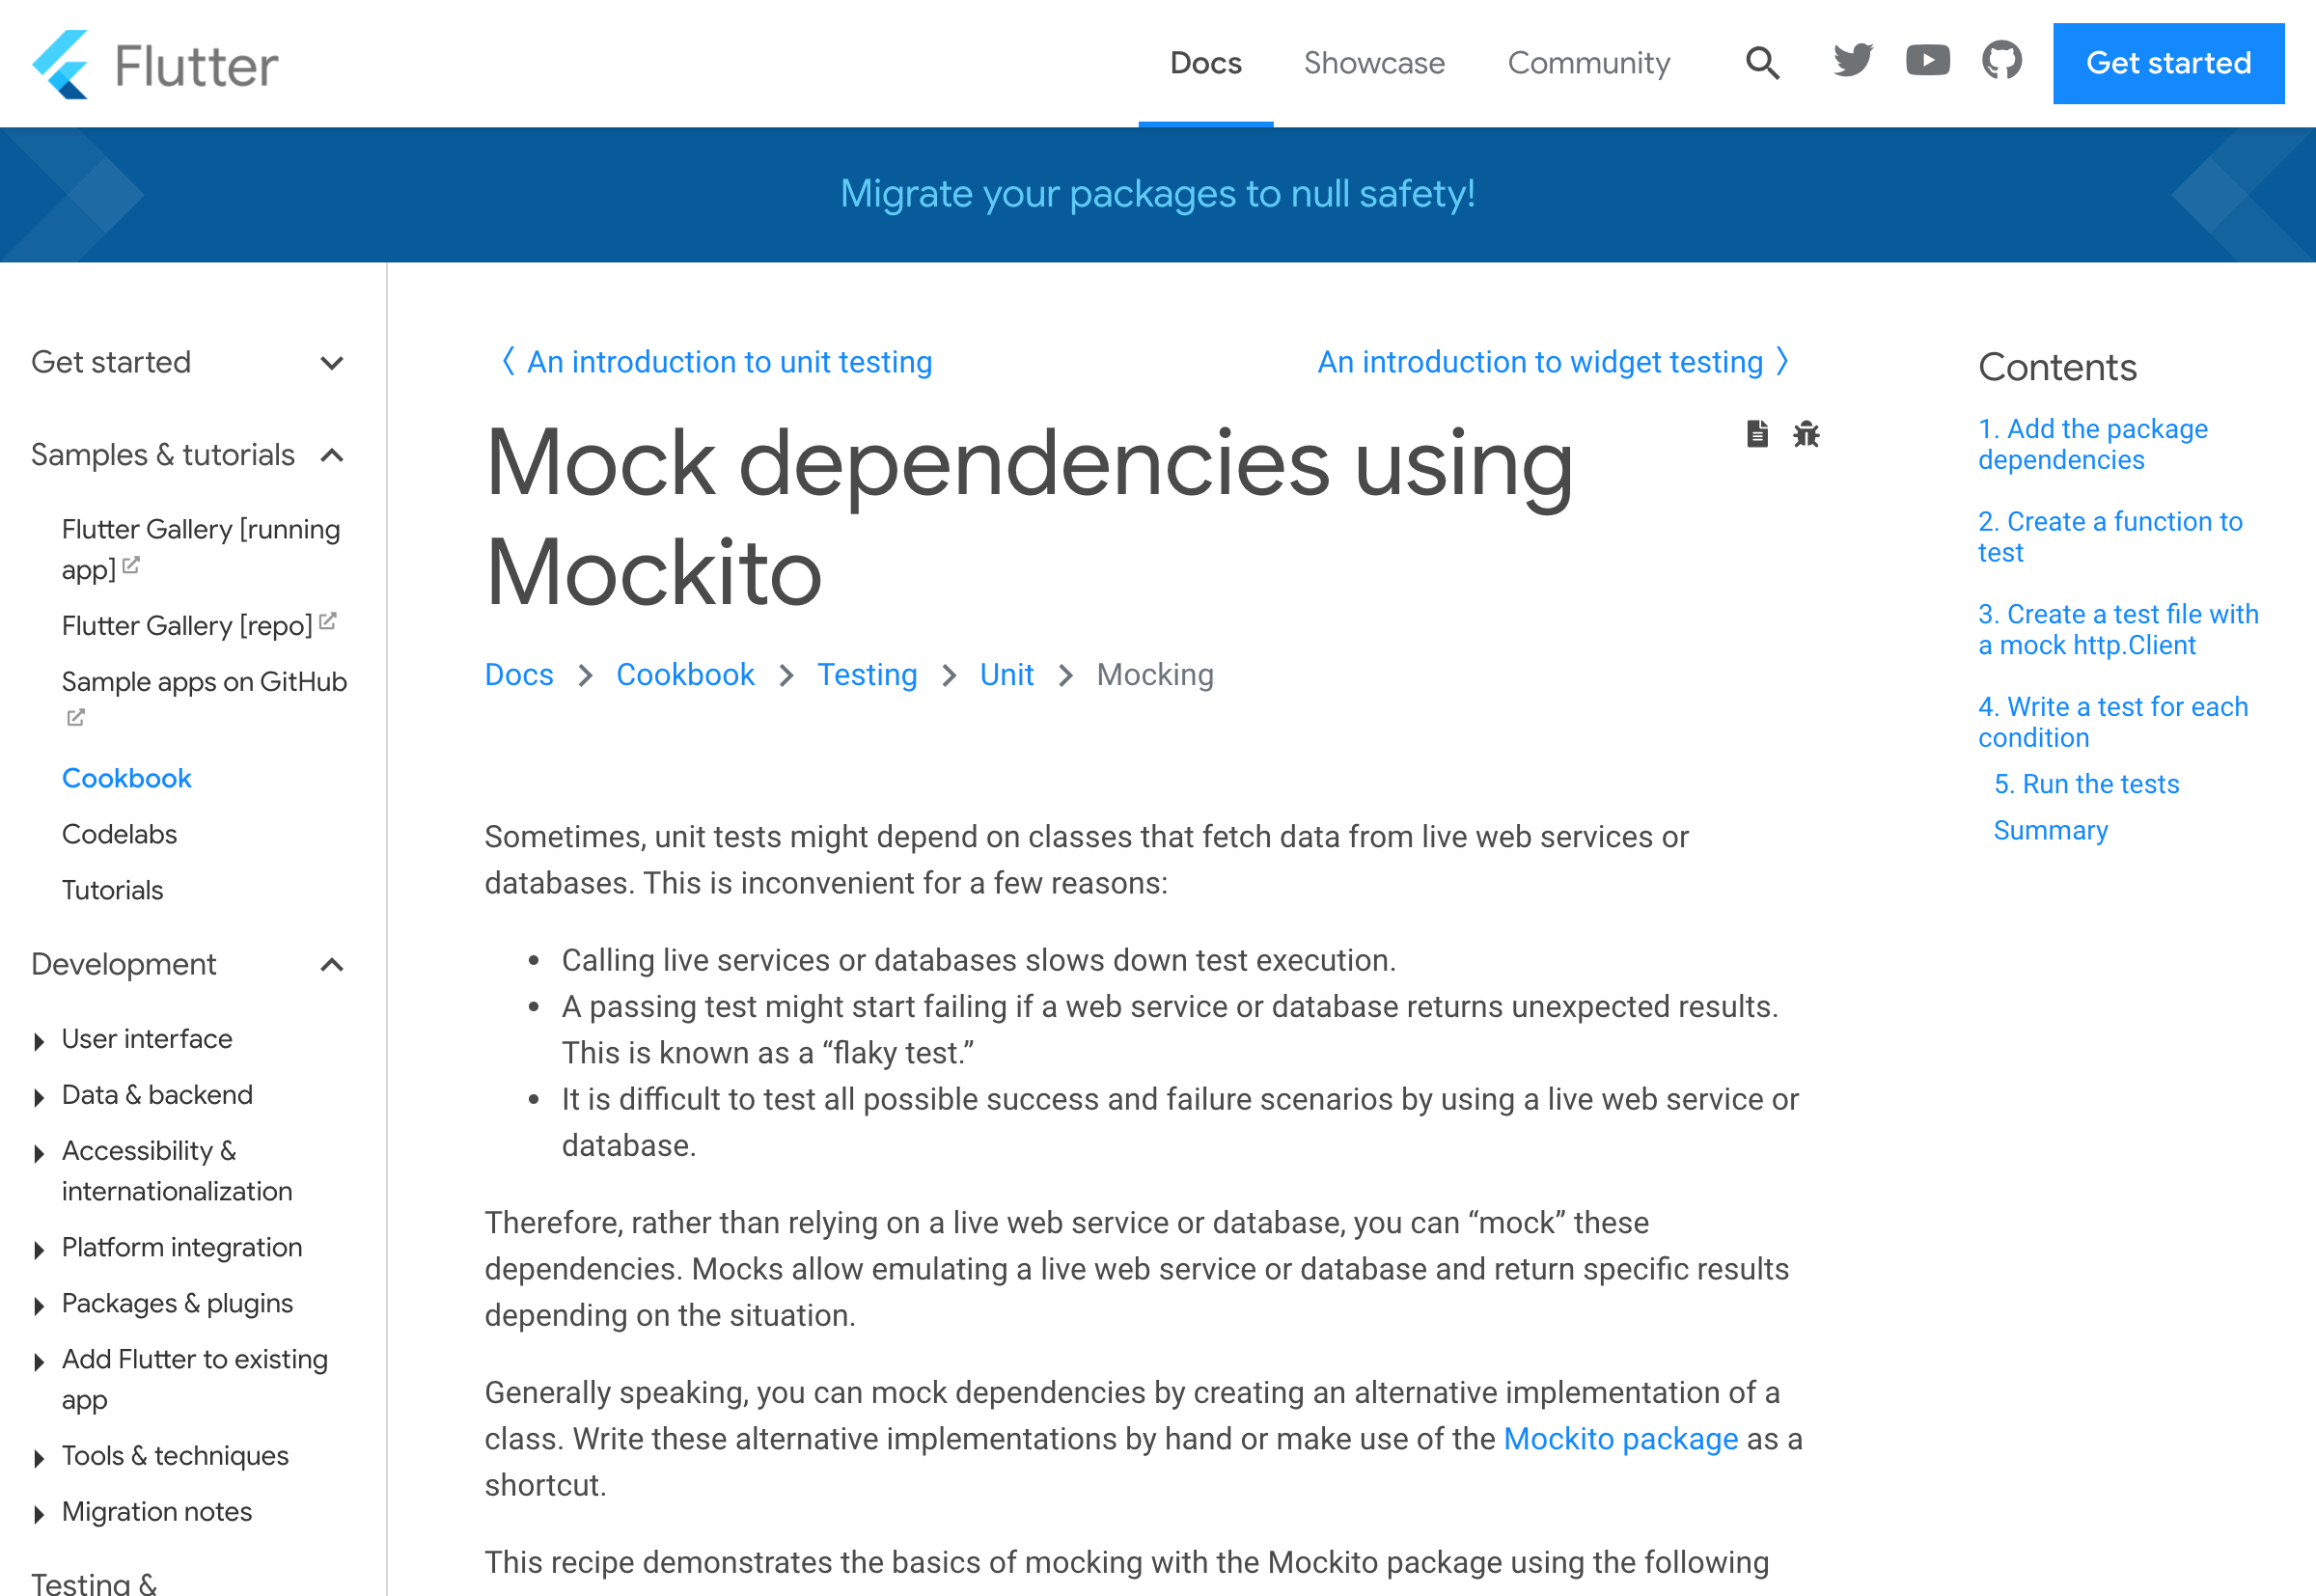 Flutter
Docs
Showcase
Community
Get started
Migrate your packages to null safety!
Get started
Samples & tutorials
Flutter Gallery [running
app]
Flutter Gallery [repo]
Sample apps on GitHub
Cookbook
Codelabs
Tutorials
Development
User interface
Data & backend
Accessibility &
internationalization
Platform integration
Packages & plugins
Add Flutter to existing
app
Tools & techniques
Migration notes
Testing &
〈 An introduction to unit testing
An introduction to widget testing 〉
Mock dependencies using
Mockito
Docs > Cookbook > Testing > Unit > Mocking
Sometimes, unit tests might depend on classes that fetch data from live web services or
databases. This is inconvenient for a few reasons:
• Calling live services or databases slows down test execution.
• A passing test might start failing if a web service or database returns unexpected results.
This is known as a “flaky test.”
• It is difficult to test all possible success and failure scenarios by using a live web service or
database.
Therefore, rather than relying on a live web service or database, you can “mock” these
dependencies. Mocks allow emulating a live web service or database and return specific results
depending on the situation.
Generally speaking, you can mock dependencies by creating an alternative implementation of a
class. Write these alternative implementations by hand or make use of the Mockito package as a
shortcut.
This recipe demonstrates the basics of mocking with the Mockito package using the following
Contents
1. Add the package
dependencies
2. Create a function to
test
3. Create a test file with
a mock http.Client
4. Write a test for each
condition
5. Run the tests
Summary